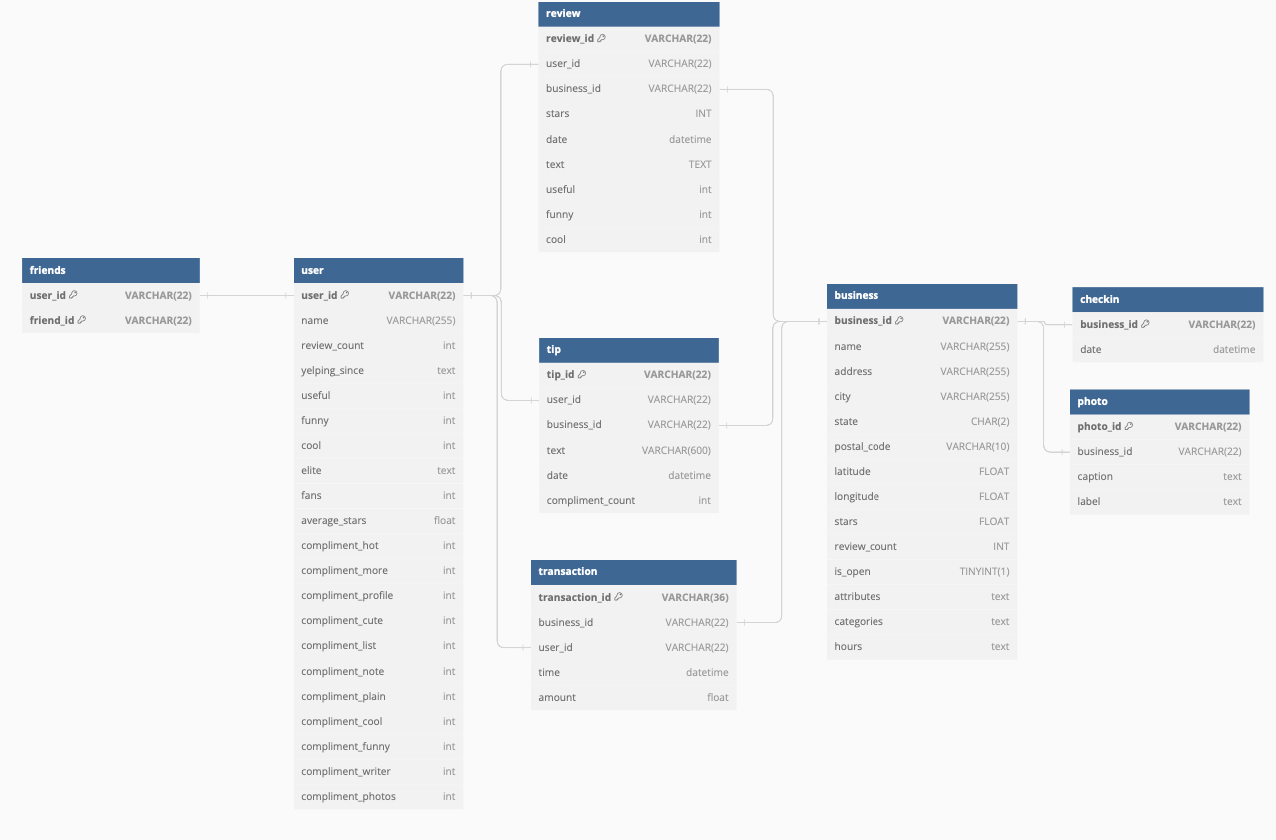 review
review_id VARCHAR(22)
user_id VARCHAR(22)
business_id VARCHAR(22)
stars INT
date datetime
text TEXT
useful int
funny int
cool int
friends
user_id VARCHAR(22)
friend_id VARCHAR(22)
user
user_id VARCHAR(22)
name VARCHAR(255)
review_count int
yelping_since text
useful int
funny int
cool int
elite text
fans int
average_stars float
compliment_hot int
compliment_more int
compliment_profile int
compliment_cute int
compliment_list int
compliment_note int
compliment_plain int
compliment_cool int
compliment_funny int
compliment_writer int
compliment_photos int
tip
tip_id VARCHAR(22)
user_id VARCHAR(22)
business_id VARCHAR(22)
text VARCHAR(600)
date datetime
compliment_count int
transaction
transaction_id VARCHAR(36)
business_id VARCHAR(22)
user_id VARCHAR(22)
time datetime
amount float
business
business_id VARCHAR(22)
name VARCHAR(255)
address VARCHAR(255)
city VARCHAR(255)
state CHAR(2)
postal_code VARCHAR(10)
latitude FLOAT
longitude FLOAT
stars FLOAT
review_count INT
is_open TINYINT(1)
attributes text
categories text
hours text
checkin
business_id VARCHAR(22)
date datetime
photo
photo_id VARCHAR(22)
business_id VARCHAR(22)
caption text
label text